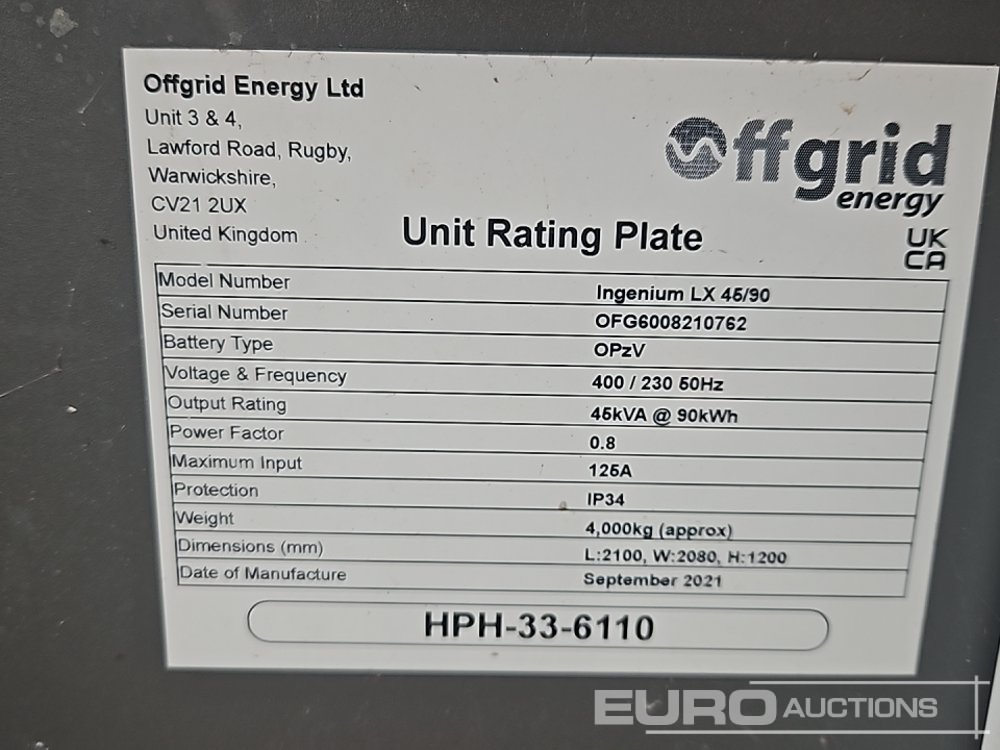 Offgrid Energy Ltd
Unit 3 & 4,
Lawford Road, Rugby,
Warwickshire,
CV21 2UX
United Kingdom
Offgrid
energy
Unit Rating Plate
UK
CA
Model Number Ingenium LX 45/90
Serial Number OFG6008210762
Battery Type OPzV
Voltage & Frequency 400 / 230 50Hz
Output Rating 45kVA @ 90kWh
Power Factor 0.8
Maximum Input 125A
Protection IP34
Weight 4,000kg (approx)
Dimensions (mm) L:2100, W:2080, H:1200
Date of Manufacture September 2021
HPH-33-6110
EURO AUCTIONS